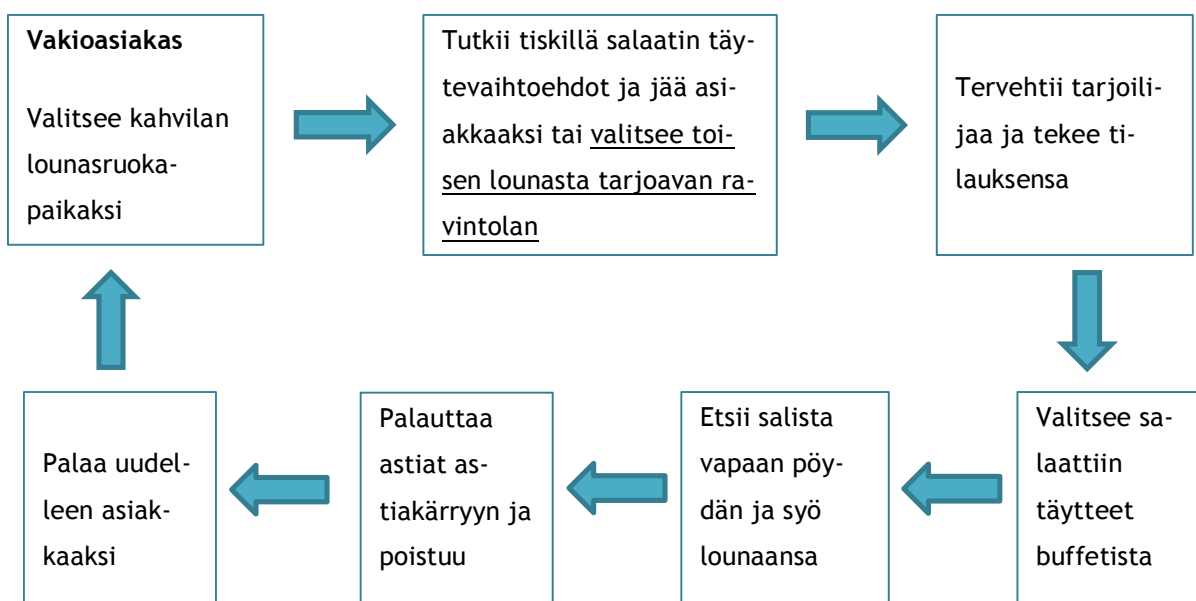 Vakioasiakas
Valitsee kahvilan
lounasruoka-
paikaksi
Tutkii tiskillä salaatin täy-
tevaihtoehdot ja jää asi-
akkaaksi tai valitsee toi-
sen lounasta tarjoavan ra-
vintolan
Tervehtii tarjoili-
jaa ja tekee ti-
lauksensa
Valitsee sa-
laattiin
täytteet
buffetista
Etsii salista
vapaan pöy-
dän ja syö
lounaansa
Palauttaa
astiat as-
tiakärryyn ja
poistuu
Palaa uudel-
leen asiak-
kaaksi